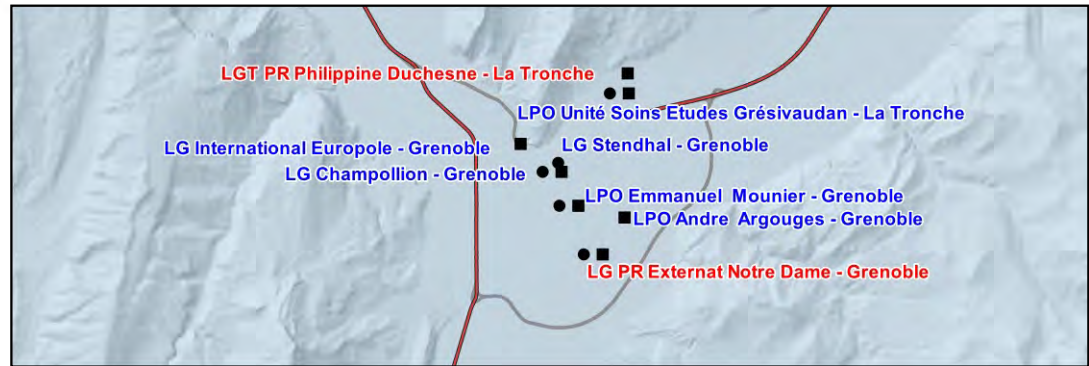 LGT PR Philippine Duchesne - La Tronche
LPO Unité Soins Etudes Grésivaudan - La Tronche
LG International Europole - Grenoble
LG Stendhal - Grenoble
LG Champollion - Grenoble
LPO Emmanuel Mounier - Grenoble
LPO Andre Argouges - Grenoble
LG PR Externat Notre Dame - Grenoble